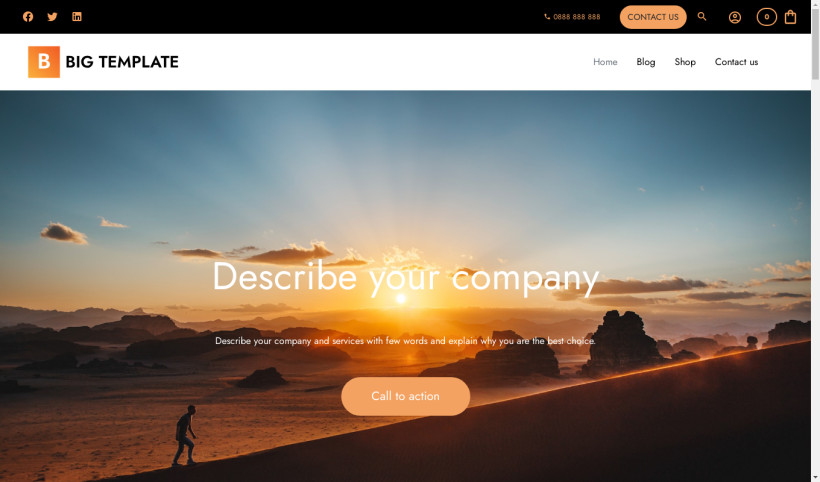 0888 888 888
CONTACT US
0
B BIG TEMPLATE
Home Blog Shop Contact us
Describe your company
Describe your company and services with few words and explain why you are the best choice.
Call to action